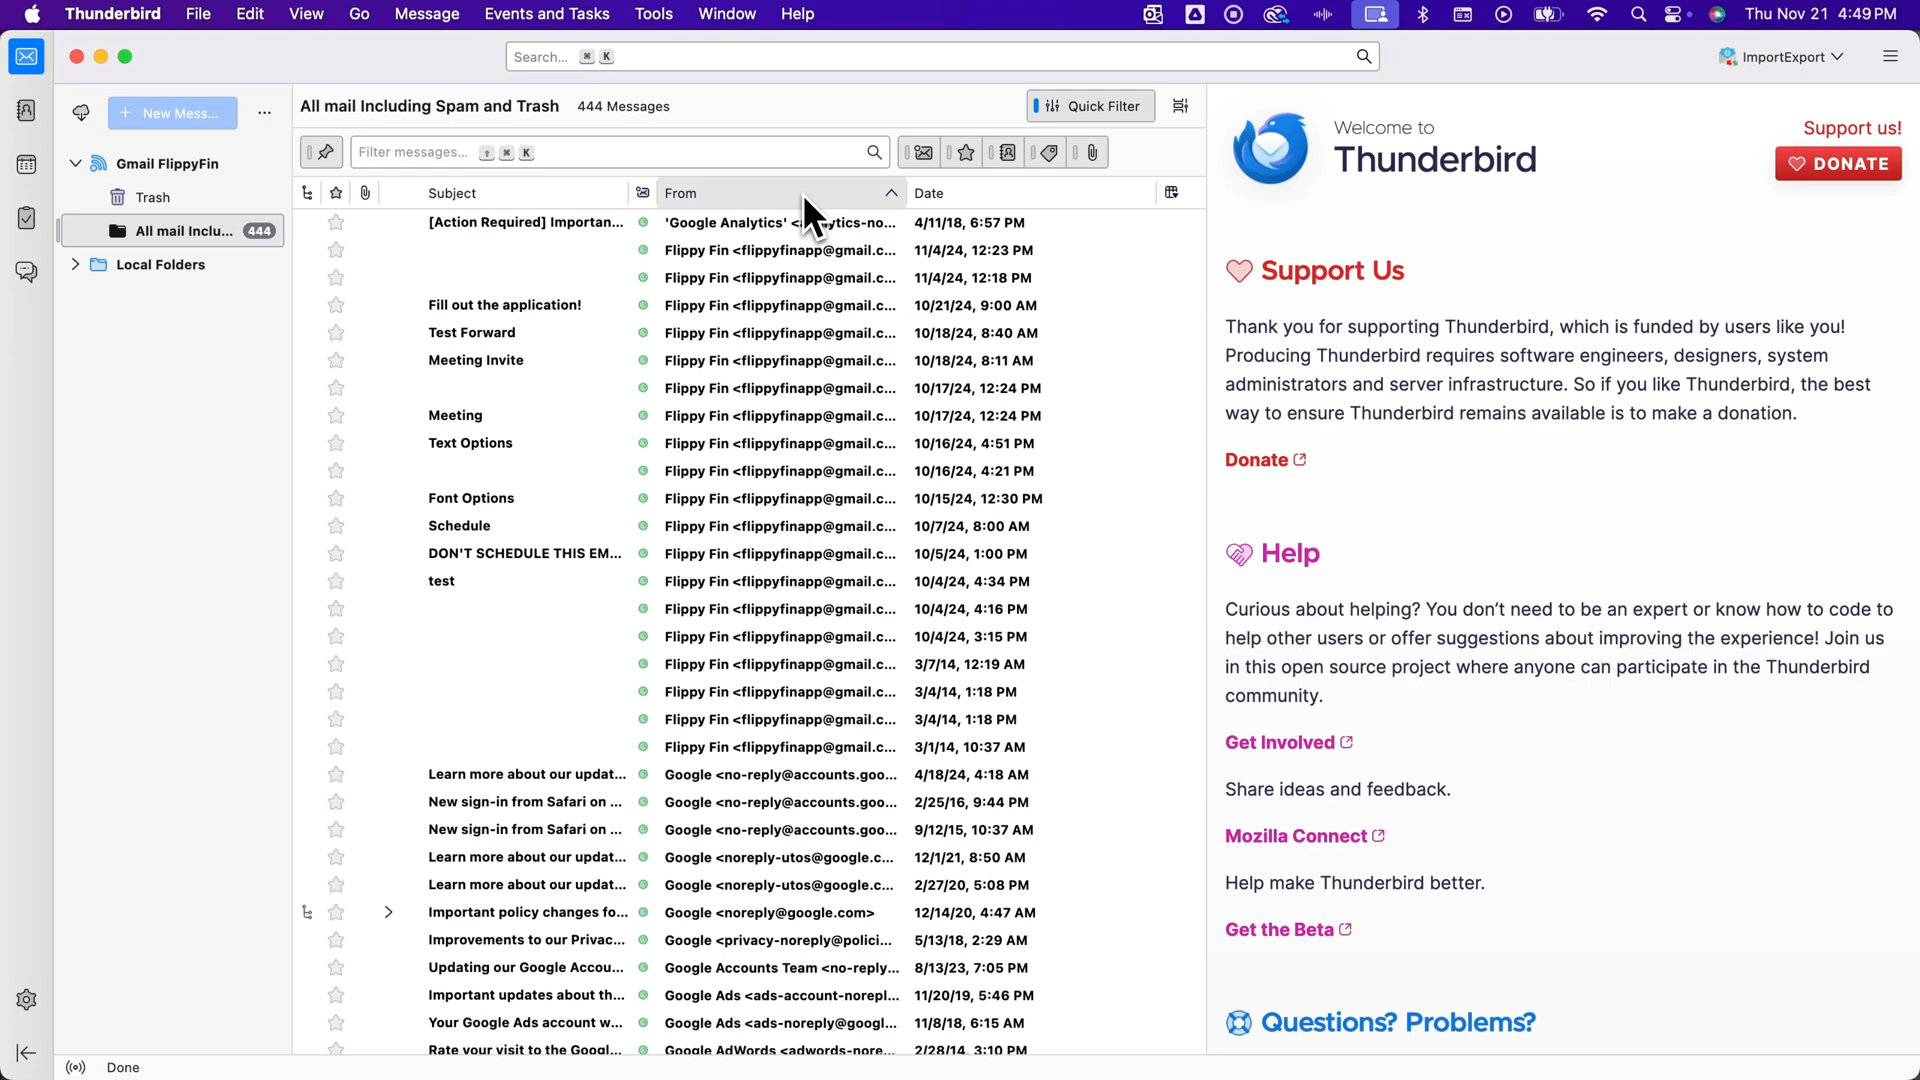 Thunderbird File Edit View Go Message Events and Tasks Tools Window Help Thu Nov 21 4:49 PM
Search... ⌘ K ImportExport
+ New Mess...
All mail Including Spam and Trash 444 Messages Quick Filter
Gmail FlippyFin
Trash
All mail Inclu... 444
Local Folders
Filter messages... ⇧ ⌘ K
Subject From Date
[Action Required] Importan... 'Google Analytics' 4/11/18, 6:57 PM
Flippy Fin <flippyfinapp@gmail.c... 11/4/24, 12:23 PM
Flippy Fin <flippyfinapp@gmail.c... 11/4/24, 12:18 PM
Fill out the application! Flippy Fin <flippyfinapp@gmail.c... 10/21/24, 9:00 AM
Test Forward Flippy Fin <flippyfinapp@gmail.c... 10/18/24, 8:40 AM
Meeting Invite Flippy Fin <flippyfinapp@gmail.c... 10/18/24, 8:11 AM
Flippy Fin <flippyfinapp@gmail.c... 10/17/24, 12:24 PM
Meeting Flippy Fin <flippyfinapp@gmail.c... 10/17/24, 12:24 PM
Text Options Flippy Fin <flippyfinapp@gmail.c... 10/16/24, 4:51 PM
Flippy Fin <flippyfinapp@gmail.c... 10/16/24, 4:21 PM
Font Options Flippy Fin <flippyfinapp@gmail.c... 10/15/24, 12:30 PM
Schedule Flippy Fin <flippyfinapp@gmail.c... 10/7/24, 8:00 AM
DON'T SCHEDULE THIS EM... Flippy Fin <flippyfinapp@gmail.c... 10/5/24, 1:00 PM
test Flippy Fin <flippyfinapp@gmail.c... 10/4/24, 4:34 PM
Flippy Fin <flippyfinapp@gmail.c... 10/4/24, 4:16 PM
Flippy Fin <flippyfinapp@gmail.c... 10/4/24, 3:15 PM
Flippy Fin <flippyfinapp@gmail.c... 3/7/14, 12:19 AM
Flippy Fin <flippyfinapp@gmail.c... 3/4/14, 1:18 PM
Flippy Fin <flippyfinapp@gmail.c... 3/4/14, 1:18 PM
Flippy Fin <flippyfinapp@gmail.c... 3/1/14, 10:37 AM
Learn more about our updat... Google <no-reply@accounts.goo... 4/18/24, 4:18 AM
New sign-in from Safari on ... Google <no-reply@accounts.goo... 2/25/16, 9:44 PM
New sign-in from Safari on ... Google <no-reply@accounts.goo... 9/12/15, 10:37 AM
Learn more about our updat... Google <noreply-utos@google.c... 12/1/21, 8:50 AM
Learn more about our updat... Google <noreply-utos@google.c... 2/27/20, 5:08 PM
Important policy changes fo... Google <noreply@google.com> 12/14/20, 4:47 AM
Improvements to our Privac... Google <privacy-noreply@polici... 5/13/18, 2:29 AM
Updating our Google Accou... Google Accounts Team <no-reply... 8/13/23, 7:05 PM
Important updates about th... Google Ads <ads-account-norepl... 11/20/19, 5:46 PM
Your Google Ads account w... Google Ads <ads-noreply@googl... 11/8/18, 6:15 AM
Rate your visit to the Googl... Google AdWords <adwords-nore... 2/28/14, 3:10 PM
Welcome to
Thunderbird
Support us!
DONATE
Support Us
Thank you for supporting Thunderbird, which is funded by users like you!
Producing Thunderbird requires software engineers, designers, system
administrators and server infrastructure. So if you like Thunderbird, the best
way to ensure Thunderbird remains available is to make a donation.
Donate
Help
Curious about helping? You don't need to be an expert or know how to code to
help other users or offer suggestions about improving the experience! Join us
in this open source project where anyone can participate in the Thunderbird
community.
Get Involved
Share ideas and feedback.
Mozilla Connect
Help make Thunderbird better.
Get the Beta
Questions? Problems?
Done